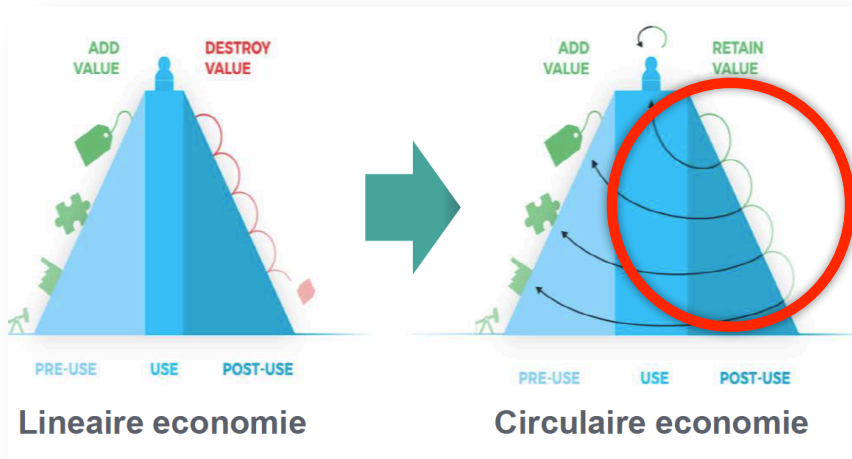 ADD
VALUE
DESTROY
VALUE
PRE-USE
USE
POST-USE
Lineaire economie
ADD
VALUE
RETAIN
VALUE
PRE-USE
USE
POST-USE
Circulaire economie